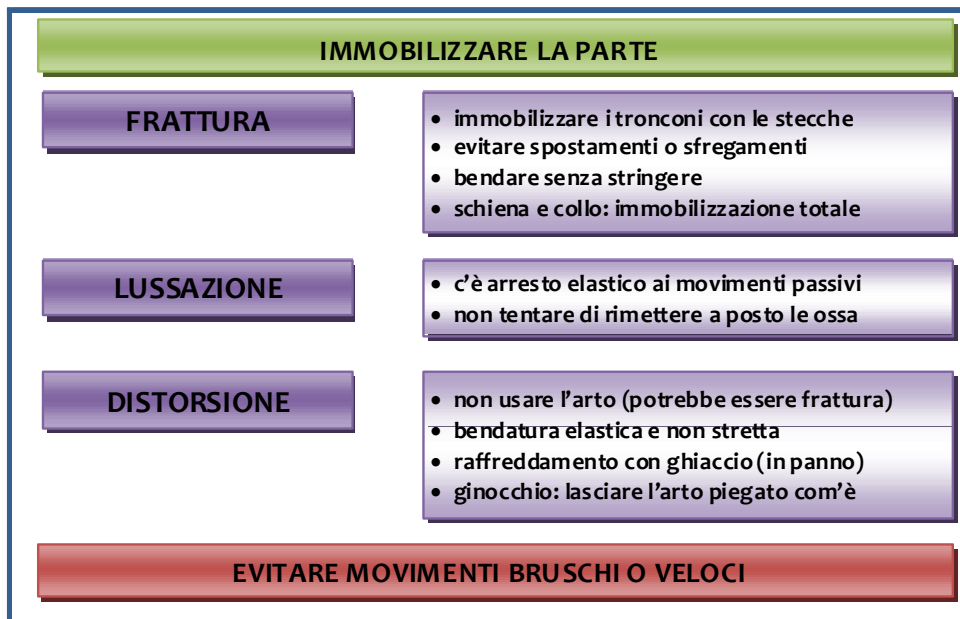 IMMOBILIZZARE LA PARTE
FRATTURA
• immobilizzare i tronconi con le stecche
• evitare spostamenti o sfregamenti
• bendare senza stringere
• schiena e collo: immobilizzazione totale
LUSSAZIONE
• c'è arresto elastico ai movimenti passivi
• non tentare di rimettere a posto le ossa
DISTORSIONE
• non usare l'arto (potrebbe essere frattura)
• bendatura elastica e non stretta
• raffreddamento con ghiaccio (in panno)
• ginocchio: lasciare l'arto piegato com'è
EVITARE MOVIMENTI BRUSCHI O VELOCI